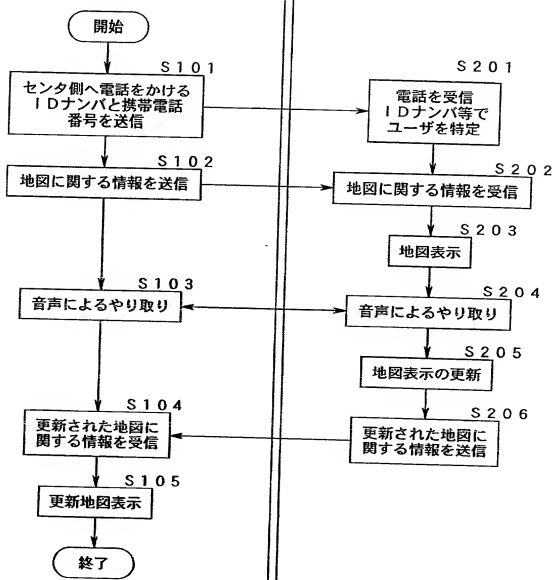 開始
S101
センタ側へ電話をかける
IDナンバと携帯電話
番号を送信
S102
地図に関する情報を送信
S103
音声によるやり取り
S104
更新された地図に
関する情報を受信
S105
更新地図表示
終了
S201
電話を受信
IDナンバ等で
ユーザを特定
S202
地図に関する情報を受信
S203
地図表示
S204
音声によるやり取り
S205
地図表示の更新
S206
更新された地図に
関する情報を送信